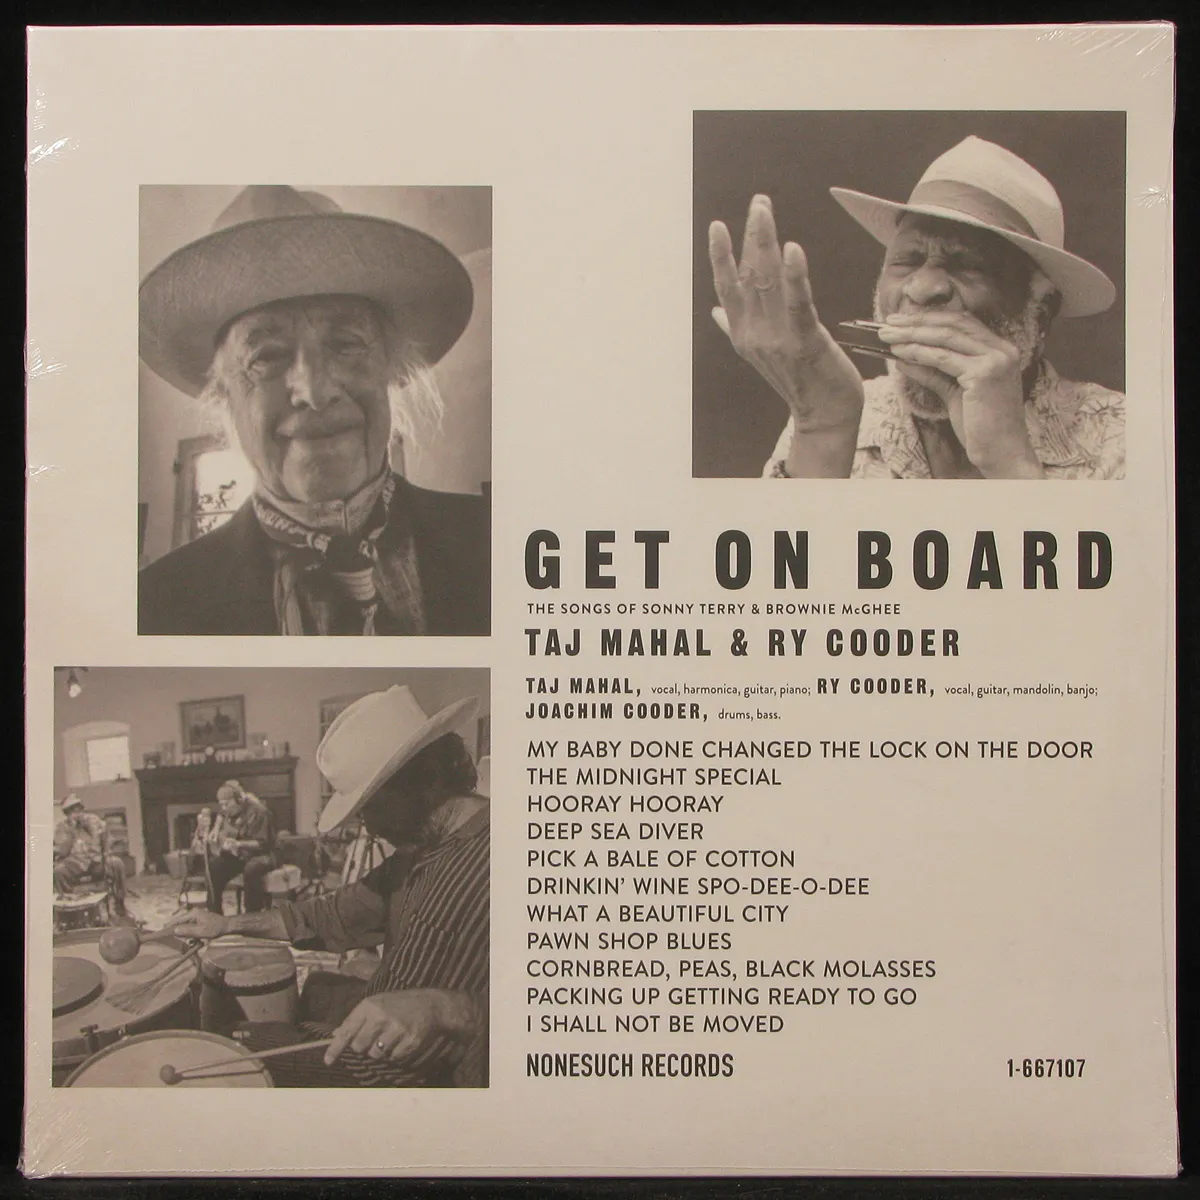 GET ON BOARD
THE SONGS OF SONNY TERRY & BROWNIE McGHEE
TAJ MAHAL & RY COODER
TAJ MAHAL, vocal, harmonica, guitar, piano; RY COODER, vocal, guitar, mandolin, banjo;
JOACHIM COODER, drums, bass.
MY BABY DONE CHANGED THE LOCK ON THE DOOR
THE MIDNIGHT SPECIAL
HOORAY HOORAY
DEEP SEA DIVER
PICK A BALE OF COTTON
DRINKIN’ WINE SPO-DEE-O-DEE
WHAT A BEAUTIFUL CITY
PAWN SHOP BLUES
CORNBREAD, PEAS, BLACK MOLASSES
PACKING UP GETTING READY TO GO
I SHALL NOT BE MOVED
NONESUCH RECORDS 1-667107